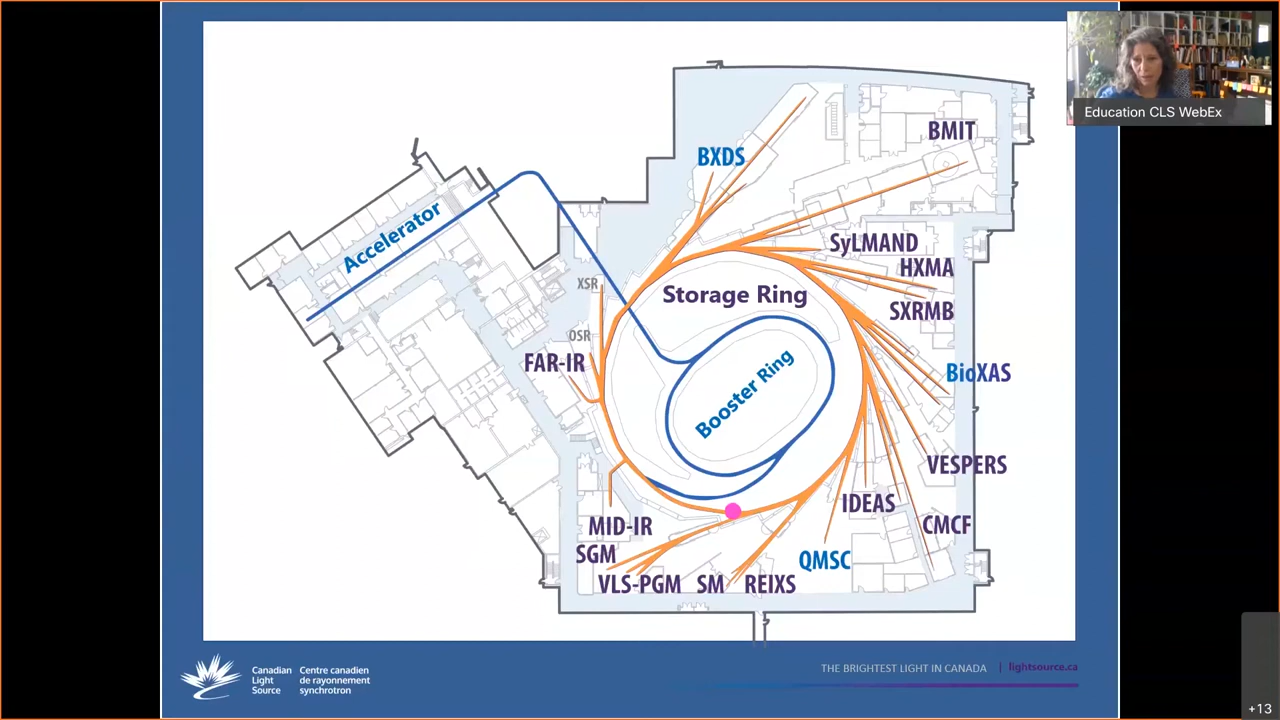 Education CLS WebEx
BMIT
BXDS
Accelerator
SyLMAND
HXMA
XSR
Storage Ring
SXRMB
OSR
FAR-IR
BioXAS
Booster Ring
VESPERS
IDEAS
MID-IR
CMCF
SGM
QMSC
VLS-PGM SM REIXS
Canadian
Light
Source
Centre canadien
de rayonnement
synchrotron
THE BRIGHTEST LIGHT IN CANADA | lightsource.ca
+13